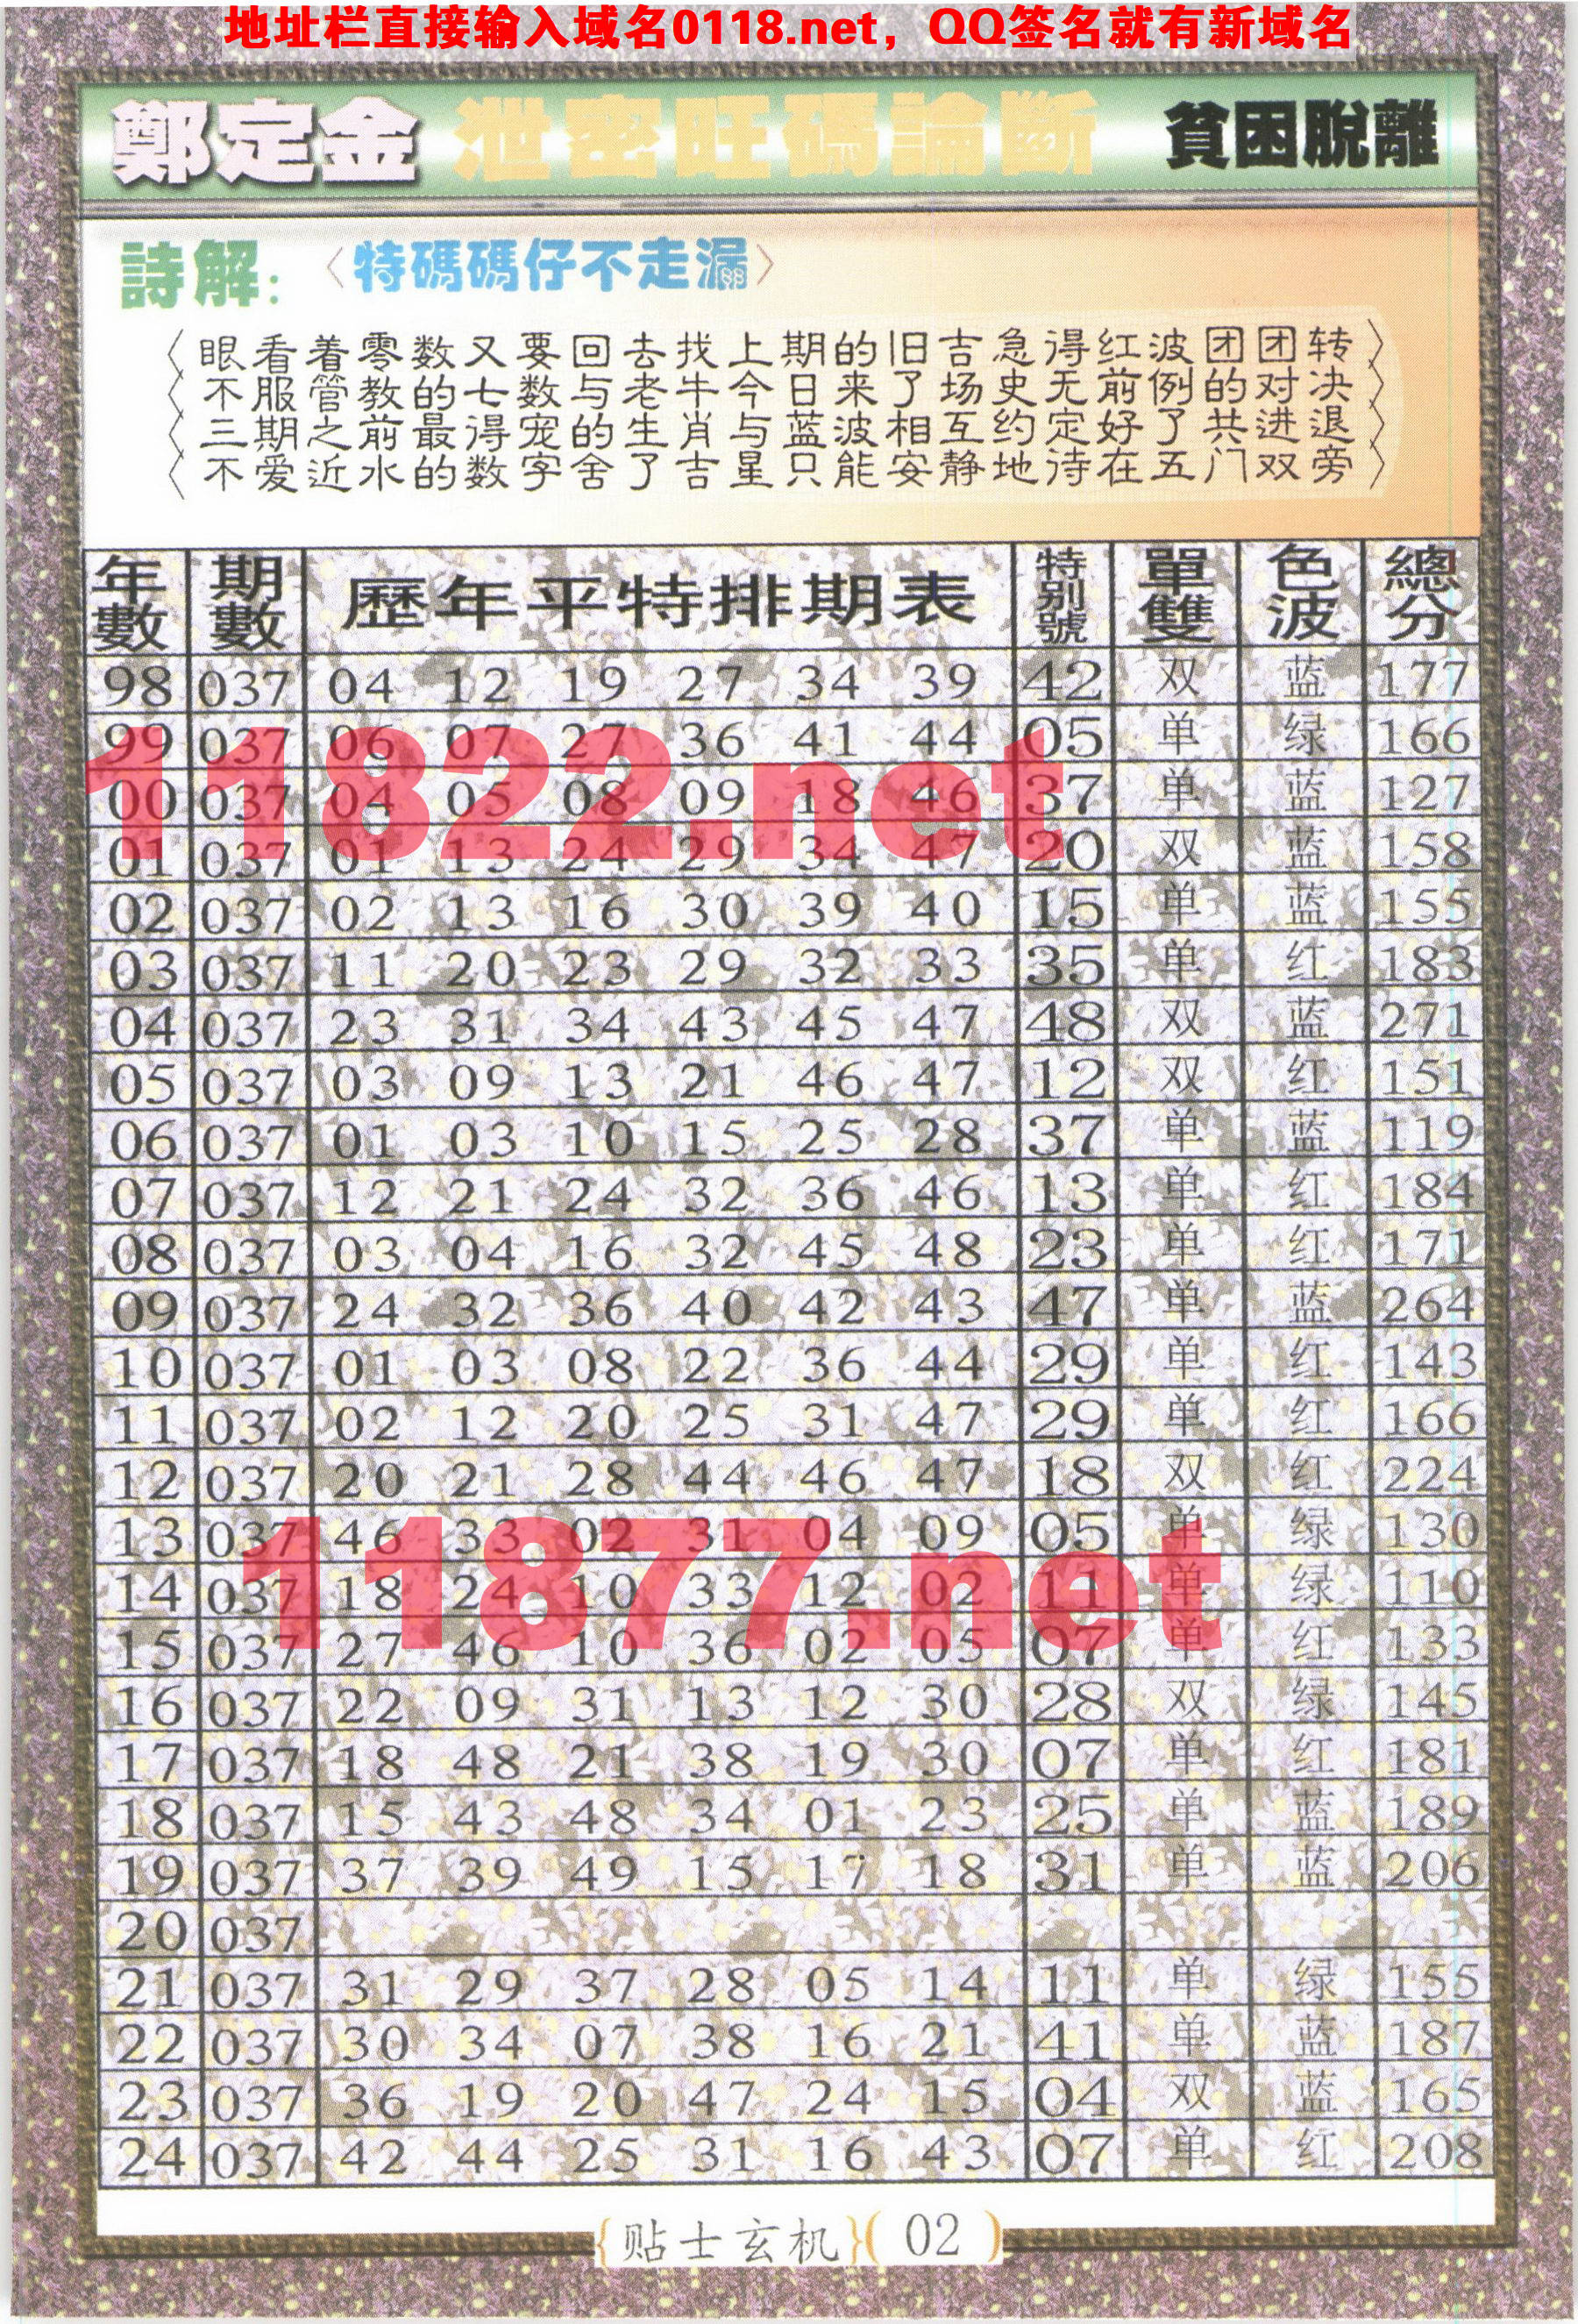 地址栏直接输入域名0118.net，QQ签名就有新域名
鄭定金 泄密旺碼論斷 貧困脫離
詩解：〈特碼碼仔不走漏〉
眼看着零数又要回去找上期的旧吉急得红波团团转
不服管教的七数与老牛今日来了场史无前例的对决
三期之前最得宠的生肖与蓝波相互约定好了共进退
不爱近水的数字舍了吉星只能安静地待在五门双旁
年數 期數 歷年平特排期表 特别號 單雙 色波 總分
98 037 04 12 19 27 34 39 42 双 蓝 177
99 037 06 07 27 36 41 44 05 单 绿 166
00 037 04 05 08 09 18 46 37 单 蓝 127
01 037 01 13 24 29 34 47 20 双 蓝 158
02 037 02 13 16 30 39 40 15 单 蓝 155
03 037 11 20 23 29 32 33 35 单 红 183
04 037 23 31 34 43 45 47 48 双 蓝 271
05 037 03 09 13 21 46 47 12 双 红 151
06 037 01 03 10 15 25 28 37 单 蓝 119
07 037 12 21 24 32 36 46 13 单 红 184
08 037 03 04 16 32 45 48 23 单 红 171
09 037 24 32 36 40 42 43 47 单 蓝 264
10 037 01 03 08 22 36 44 29 单 红 143
11 037 02 12 20 25 31 47 29 单 红 166
12 037 20 21 28 44 46 47 18 双 红 224
13 037 46 33 02 31 04 09 05 单 绿 130
14 037 18 24 10 33 12 02 11 单 绿 110
15 037 27 46 10 36 02 05 07 单 红 133
16 037 22 09 31 13 12 30 28 双 绿 145
17 037 18 48 21 38 19 30 07 单 红 181
18 037 15 43 48 34 01 23 25 单 蓝 189
19 037 37 39 49 15 17 18 31 单 蓝 206
20 037
21 037 31 29 37 28 05 14 11 单 绿 155
22 037 30 34 07 38 16 21 41 单 蓝 187
23 037 36 19 20 47 24 15 04 双 蓝 165
24 037 42 44 25 31 16 43 07 单 红 208
11822.net
11877.net
{贴士玄机}(02)